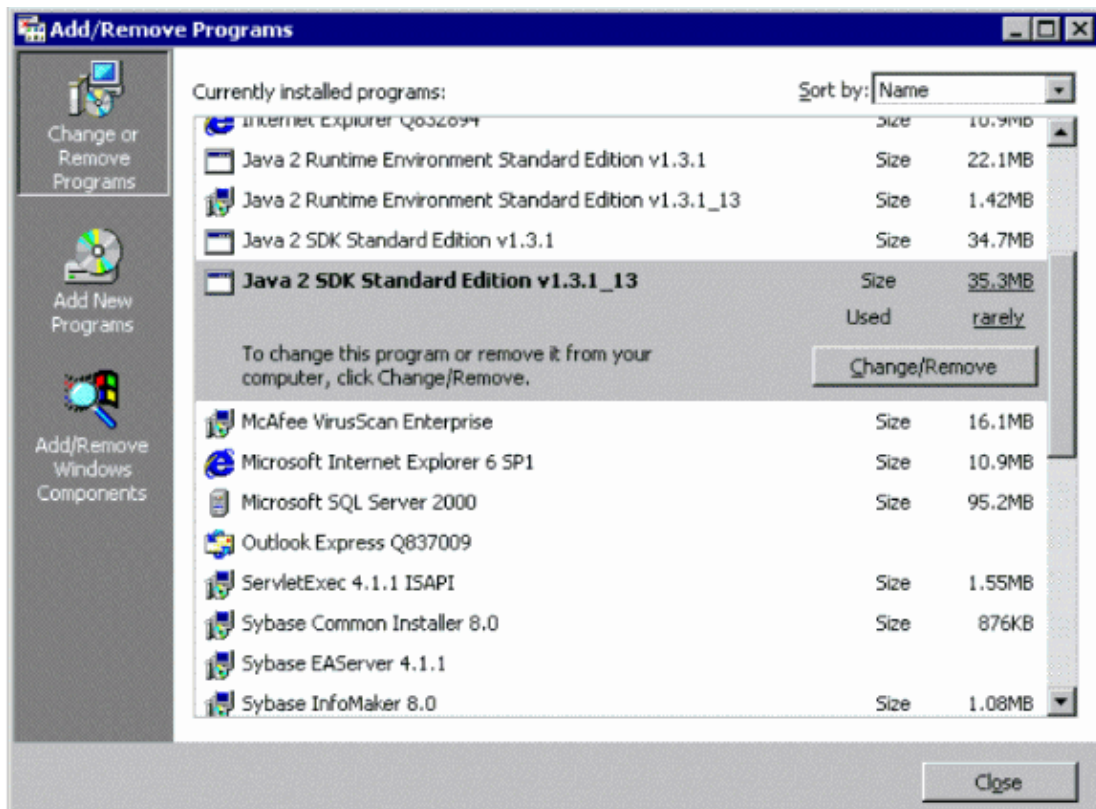 Add/Remove Programs
Change or
Remove
Programs
Add New
Programs
Add/Remove
Windows
Components
Currently installed programs:
Sort by: Name
Internet Explorer Q832894 Size 10.9MB
Java 2 Runtime Environment Standard Edition v1.3.1 Size 22.1MB
Java 2 Runtime Environment Standard Edition v1.3.1_13 Size 1.42MB
Java 2 SDK Standard Edition v1.3.1 Size 34.7MB
Java 2 SDK Standard Edition v1.3.1_13 Size 35.3MB
Used rarely
To change this program or remove it from your
computer, click Change/Remove.
Change/Remove
McAfee VirusScan Enterprise Size 16.1MB
Microsoft Internet Explorer 6 SP1 Size 10.9MB
Microsoft SQL Server 2000 Size 95.2MB
Outlook Express Q837009
ServletExec 4.1.1 ISAPI Size 1.55MB
Sybase Common Installer 8.0 Size 876KB
Sybase EAServer 4.1.1
Sybase InfoMaker 8.0 Size 1.08MB
Close